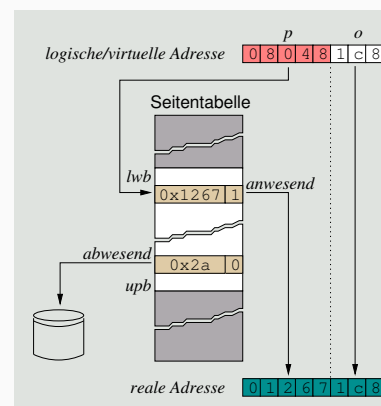 p o
logische/virtuelle Adresse 0 8 0 4 8 1 c 8
Seitentabelle
lwb
0x1267 1 anwesend
abwesend
0x2a 0
upb
reale Adresse 0 1 2 6 7 1 c 8